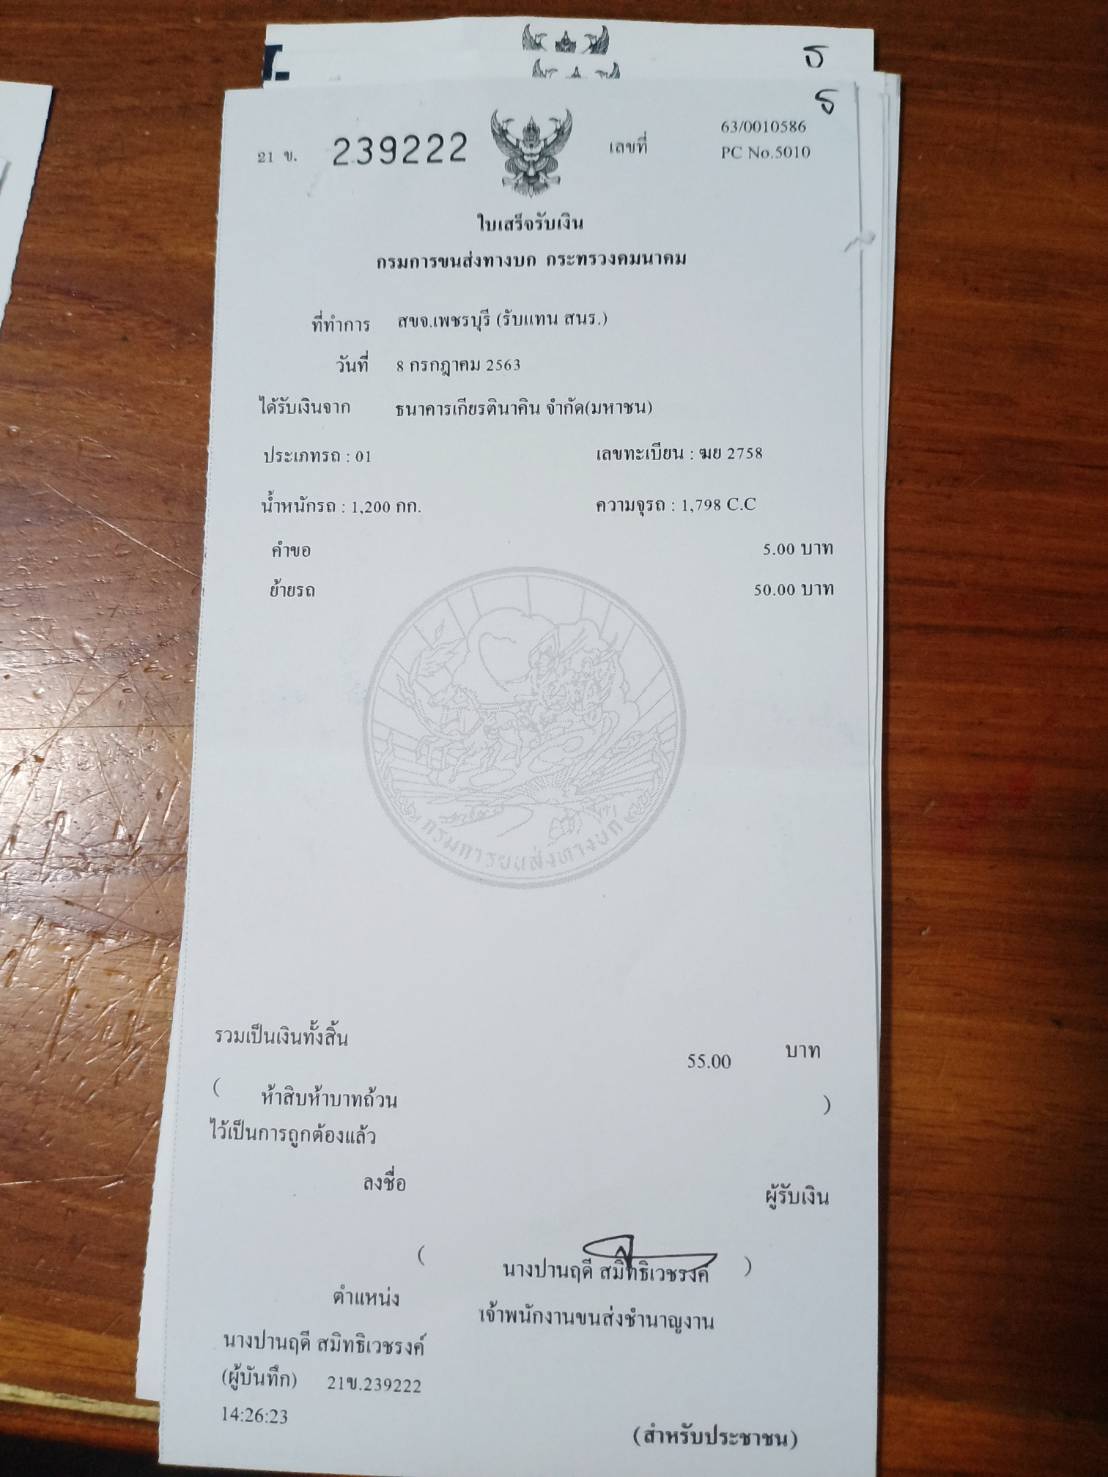 ธ
ธ
21 ข. 239222 เลขที่ 63/0010586
PC No.5010
ใบเสร็จรับเงิน
กรมการขนส่งทางบก กระทรวงคมนาคม
ที่ทำการ สขจ.เพชรบุรี (รับแทน สนร.)
วันที่ 8 กรกฎาคม 2563
ได้รับเงินจาก ธนาคารเกียรตินาคิน จำกัด(มหาชน)
ประเภทรถ : 01 เลขทะเบียน : ฆย 2758
น้ำหนักรถ : 1,200 กก. ความจุรถ : 1,798 C.C
คำขอ 5.00 บาท
ย้ายรถ 50.00 บาท
กรมการขนส่งทางบก
รวมเป็นเงินทั้งสิ้น 55.00 บาท
( ห้าสิบห้าบาทถ้วน )
ไว้เป็นการถูกต้องแล้ว
ลงชื่อ ผู้รับเงิน
( นางปานฤดี สมิทธิเวชรงค์ )
ตำแหน่ง เจ้าพนักงานขนส่งชำนาญงาน
นางปานฤดี สมิทธิเวชรงค์
(ผู้บันทึก) 21ข.239222
14:26:23
(สำหรับประชาชน)